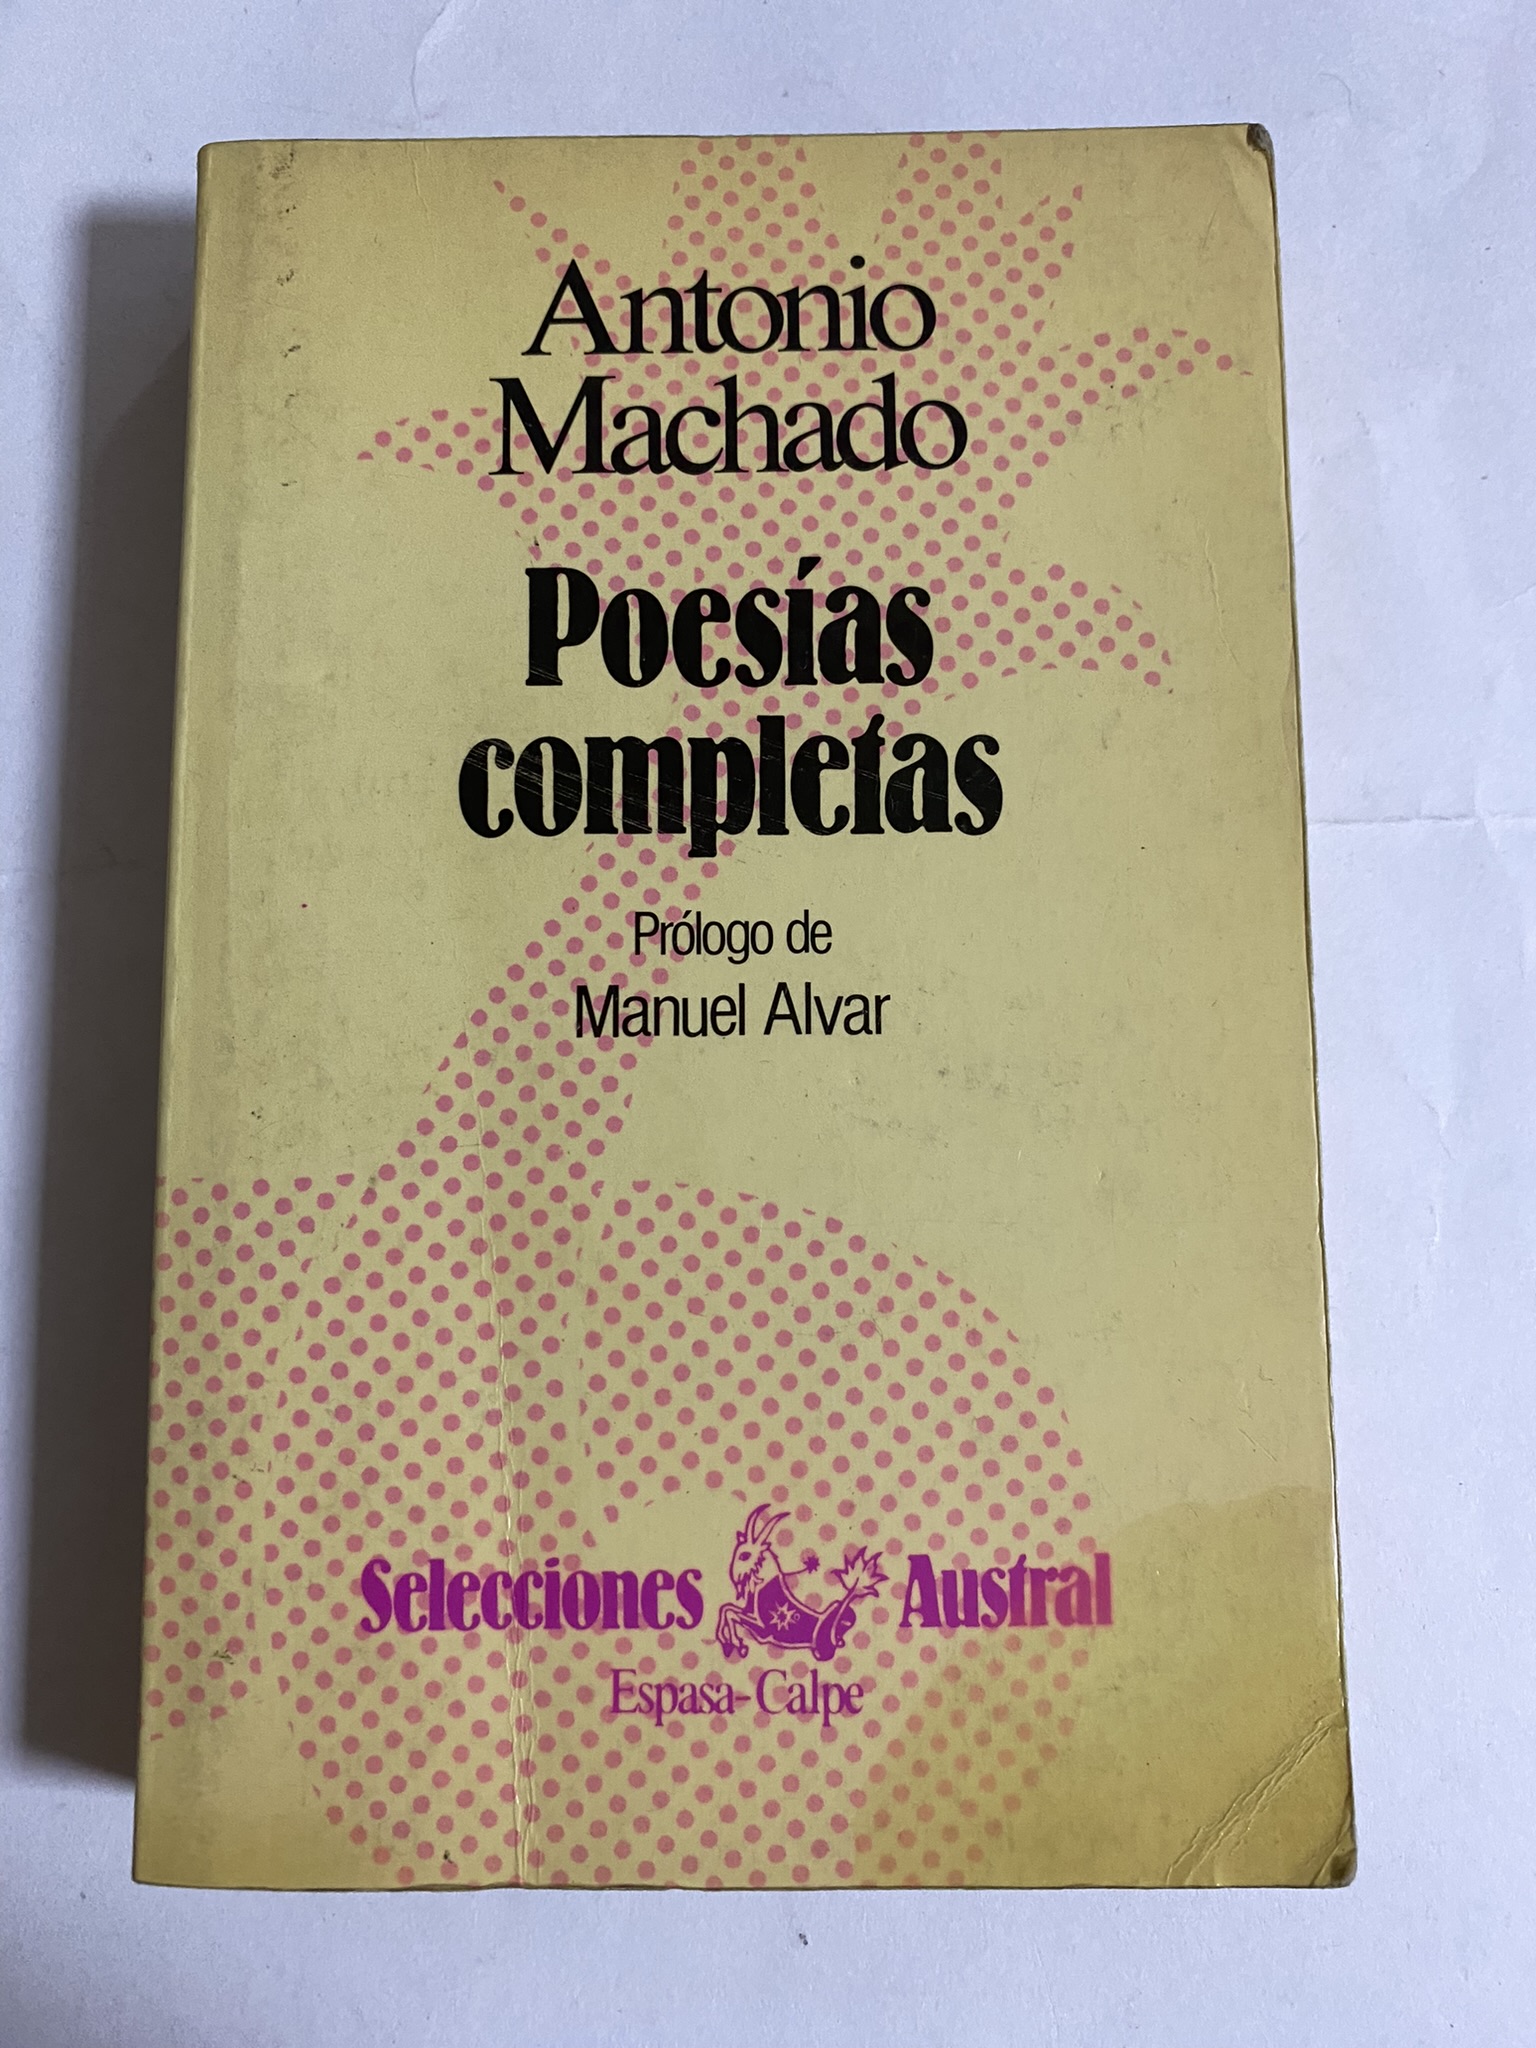 Antonio
Machado
Poesías
completas
Prólogo de
Manuel Alvar
Selecciones Austral
Espasa-Calpe